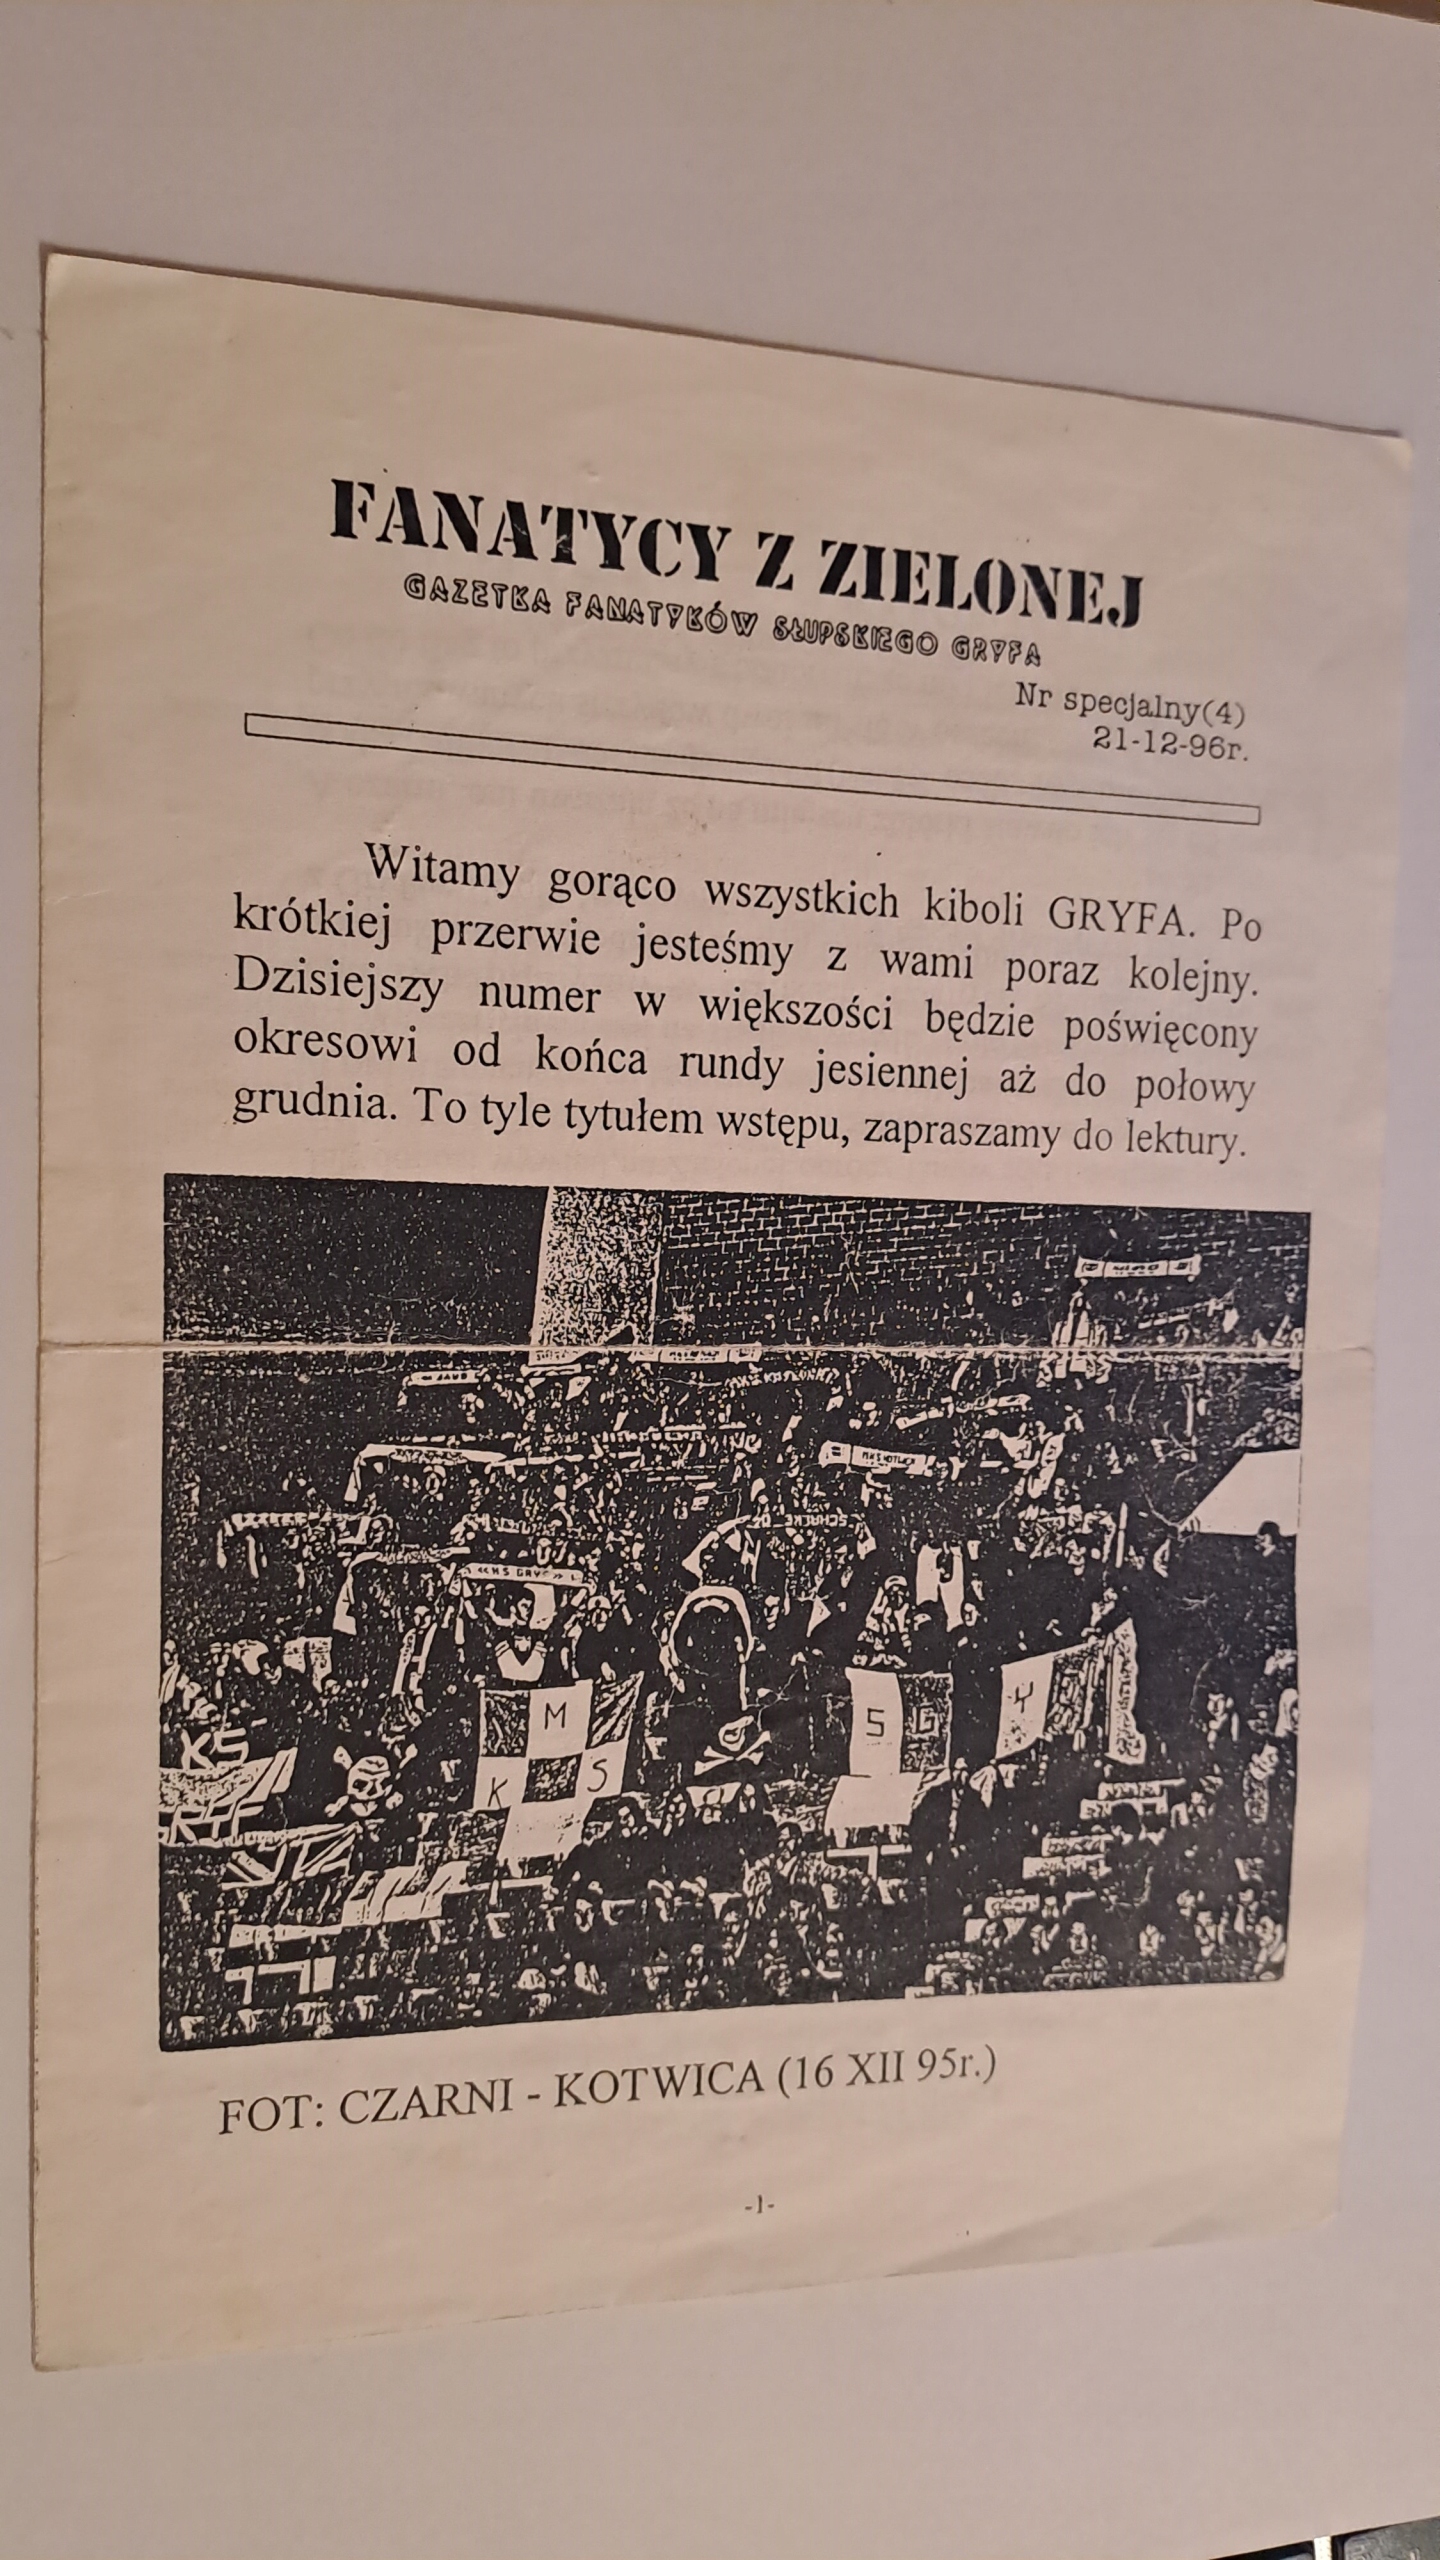 FANATYCY Z ZIELONEJ
GAZETKA FANATYKÓW SŁUPSKIEGO GRYFA
Nr specjalny(4)
21-12-96r.
Witamy gorąco wszystkich kiboli GRYFA. Po
krótkiej przerwie jesteśmy z wami poraz kolejny.
Dzisiejszy numer w większości będzie poświęcony
okresowi od końca rundy jesiennej aż do połowy
grudnia. To tyle tytułem wstępu, zapraszamy do lektury.
SCHALKE
M
K S
S G
Y
KS
FOT: CZARNI - KOTWICA (16 XII 95r.)
-1-